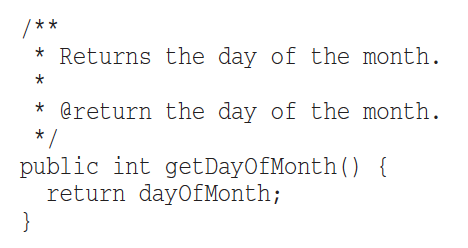 /**
 * Returns the day of the month.
 *
 * @return the day of the month.
 */
public int getDayOfMonth() {
  return dayOfMonth;
}